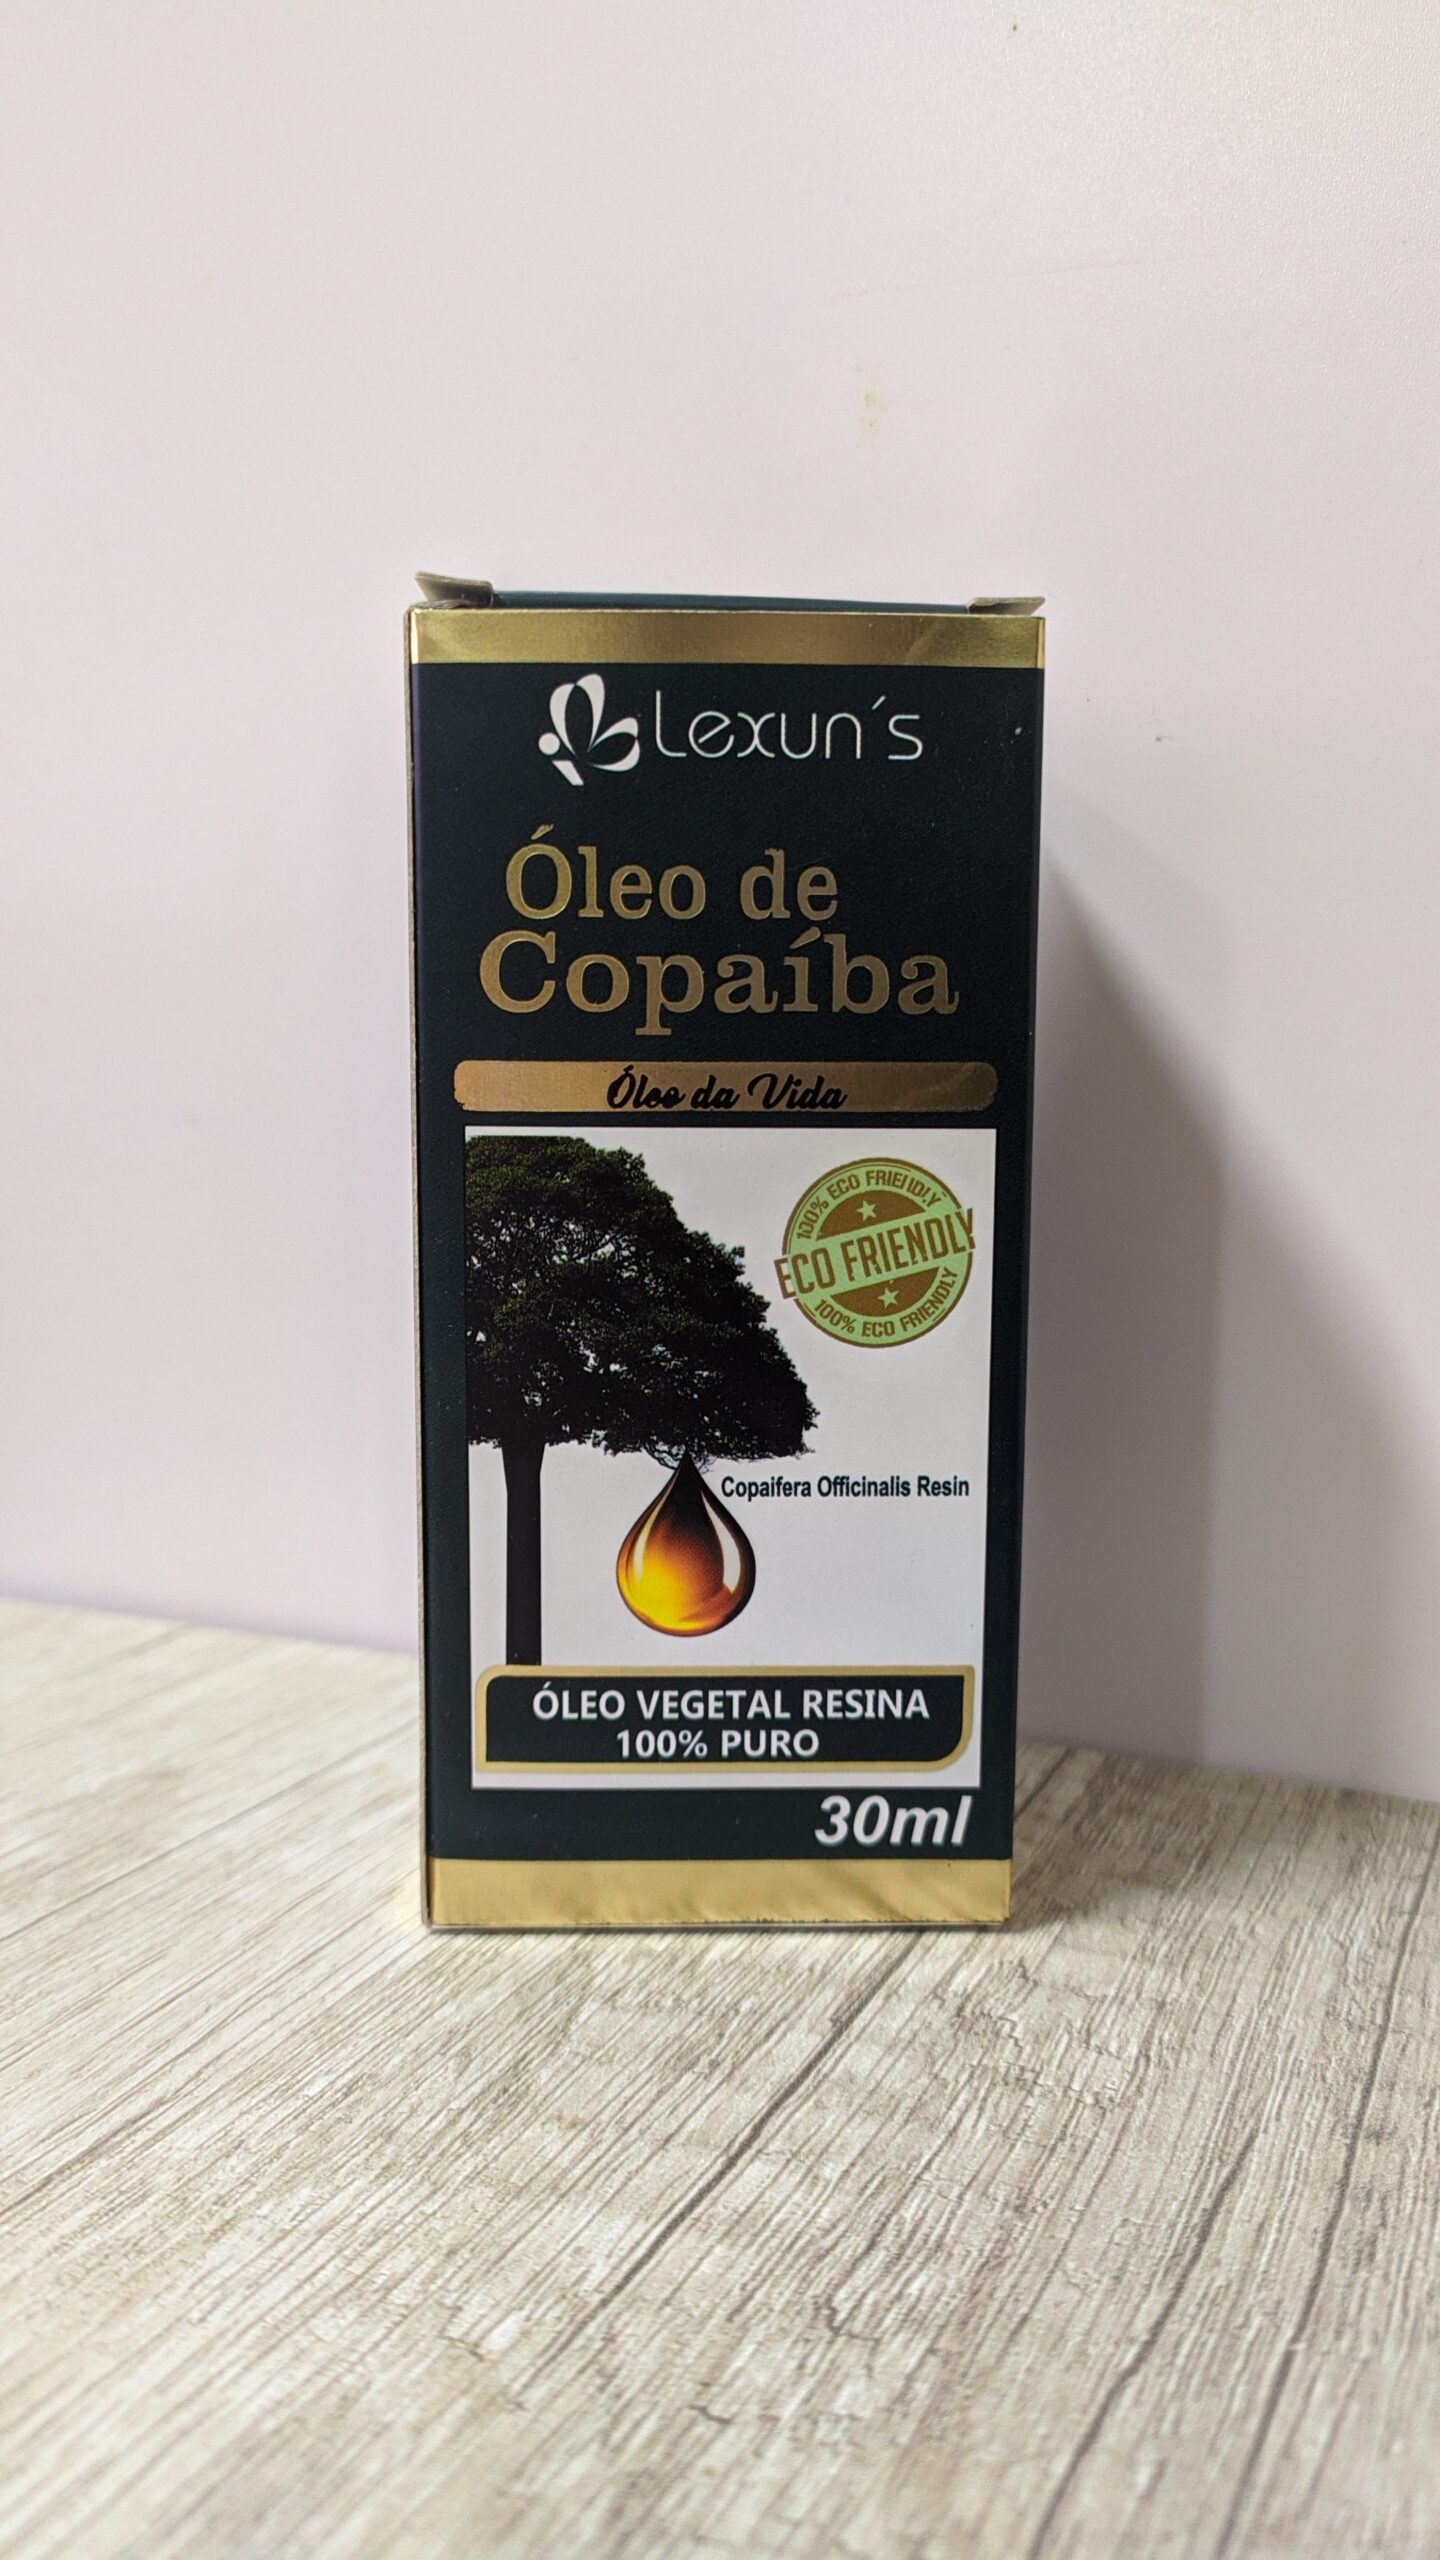 Lexun´s
Óleo de
Copaíba
Óleo da Vida
100% ECO FRIENDLY
ECO FRIENDLY
100% ECO FRIENDLY
Copaifera Officinalis Resin
ÓLEO VEGETAL RESINA
100% PURO
30ml